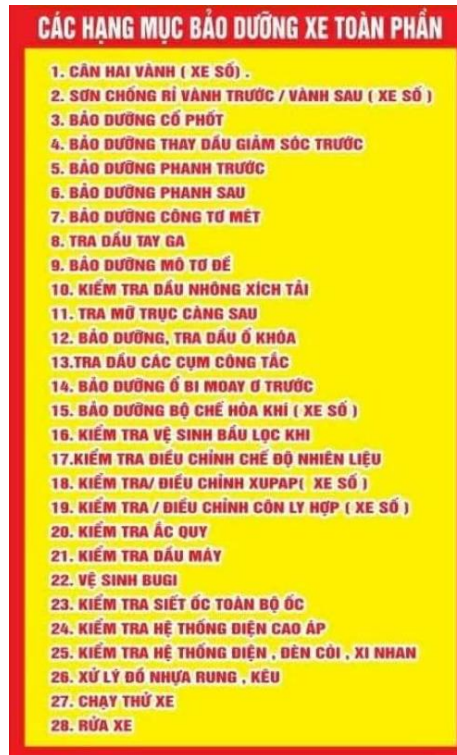 CÁC HẠNG MỤC BẢO DƯỠNG XE TOÀN PHẦN
1. CÂN HAI VÀNH ( XE SỐ) .
2. SƠN CHỐNG RỈ VÀNH TRƯỚC / VÀNH SAU ( XE SỐ )
3. BẢO DƯỠNG CỔ PHỐT
4. BẢO DƯỠNG THAY DẦU GIẢM SÓC TRƯỚC
5. BẢO DƯỠNG PHANH TRƯỚC
6. BẢO DƯỠNG PHANH SAU
7. BẢO DƯỠNG CÔNG TƠ MÉT
8. TRA DẦU TAY GA
9. BẢO DƯỠNG MÔ TƠ ĐỀ
10. KIỂM TRA DẦU NHÔNG XÍCH TẢI
11. TRA MỠ TRỤC CÀNG SAU
12. BẢO DƯỠNG, TRA DẦU Ổ KHÓA
13.TRA DẦU CÁC CỤM CÔNG TẮC
14. BẢO DƯỠNG Ổ BI MOAY Ơ TRƯỚC
15. BẢO DƯỠNG BỘ CHẾ HÒA KHÍ ( XE SỐ )
16. KIỂM TRA VỆ SINH BẦU LỌC KHI
17.KIỂM TRA ĐIỀU CHỈNH CHẾ ĐỘ NHIÊN LIỆU
18. KIỂM TRA/ ĐIỀU CHỈNH XUPAP( XE SỐ )
19. KIỂM TRA / ĐIỀU CHỈNH CÔN LY HỢP ( XE SỐ )
20. KIỂM TRA ẮC QUY
21. KIỂM TRA DẦU MÁY
22. VỆ SINH BUGI
23. KIỂM TRA SIẾT ỐC TOÀN BỘ ỐC
24. KIỂM TRA HỆ THỐNG ĐIỆN CAO ÁP
25. KIỂM TRA HỆ THỐNG ĐIỆN , ĐÈN CÒI , XI NHAN
26. XỬ LÝ ĐỒ NHỰA RUNG , KÊU
27. CHẠY THỬ XE
28. RỬA XE